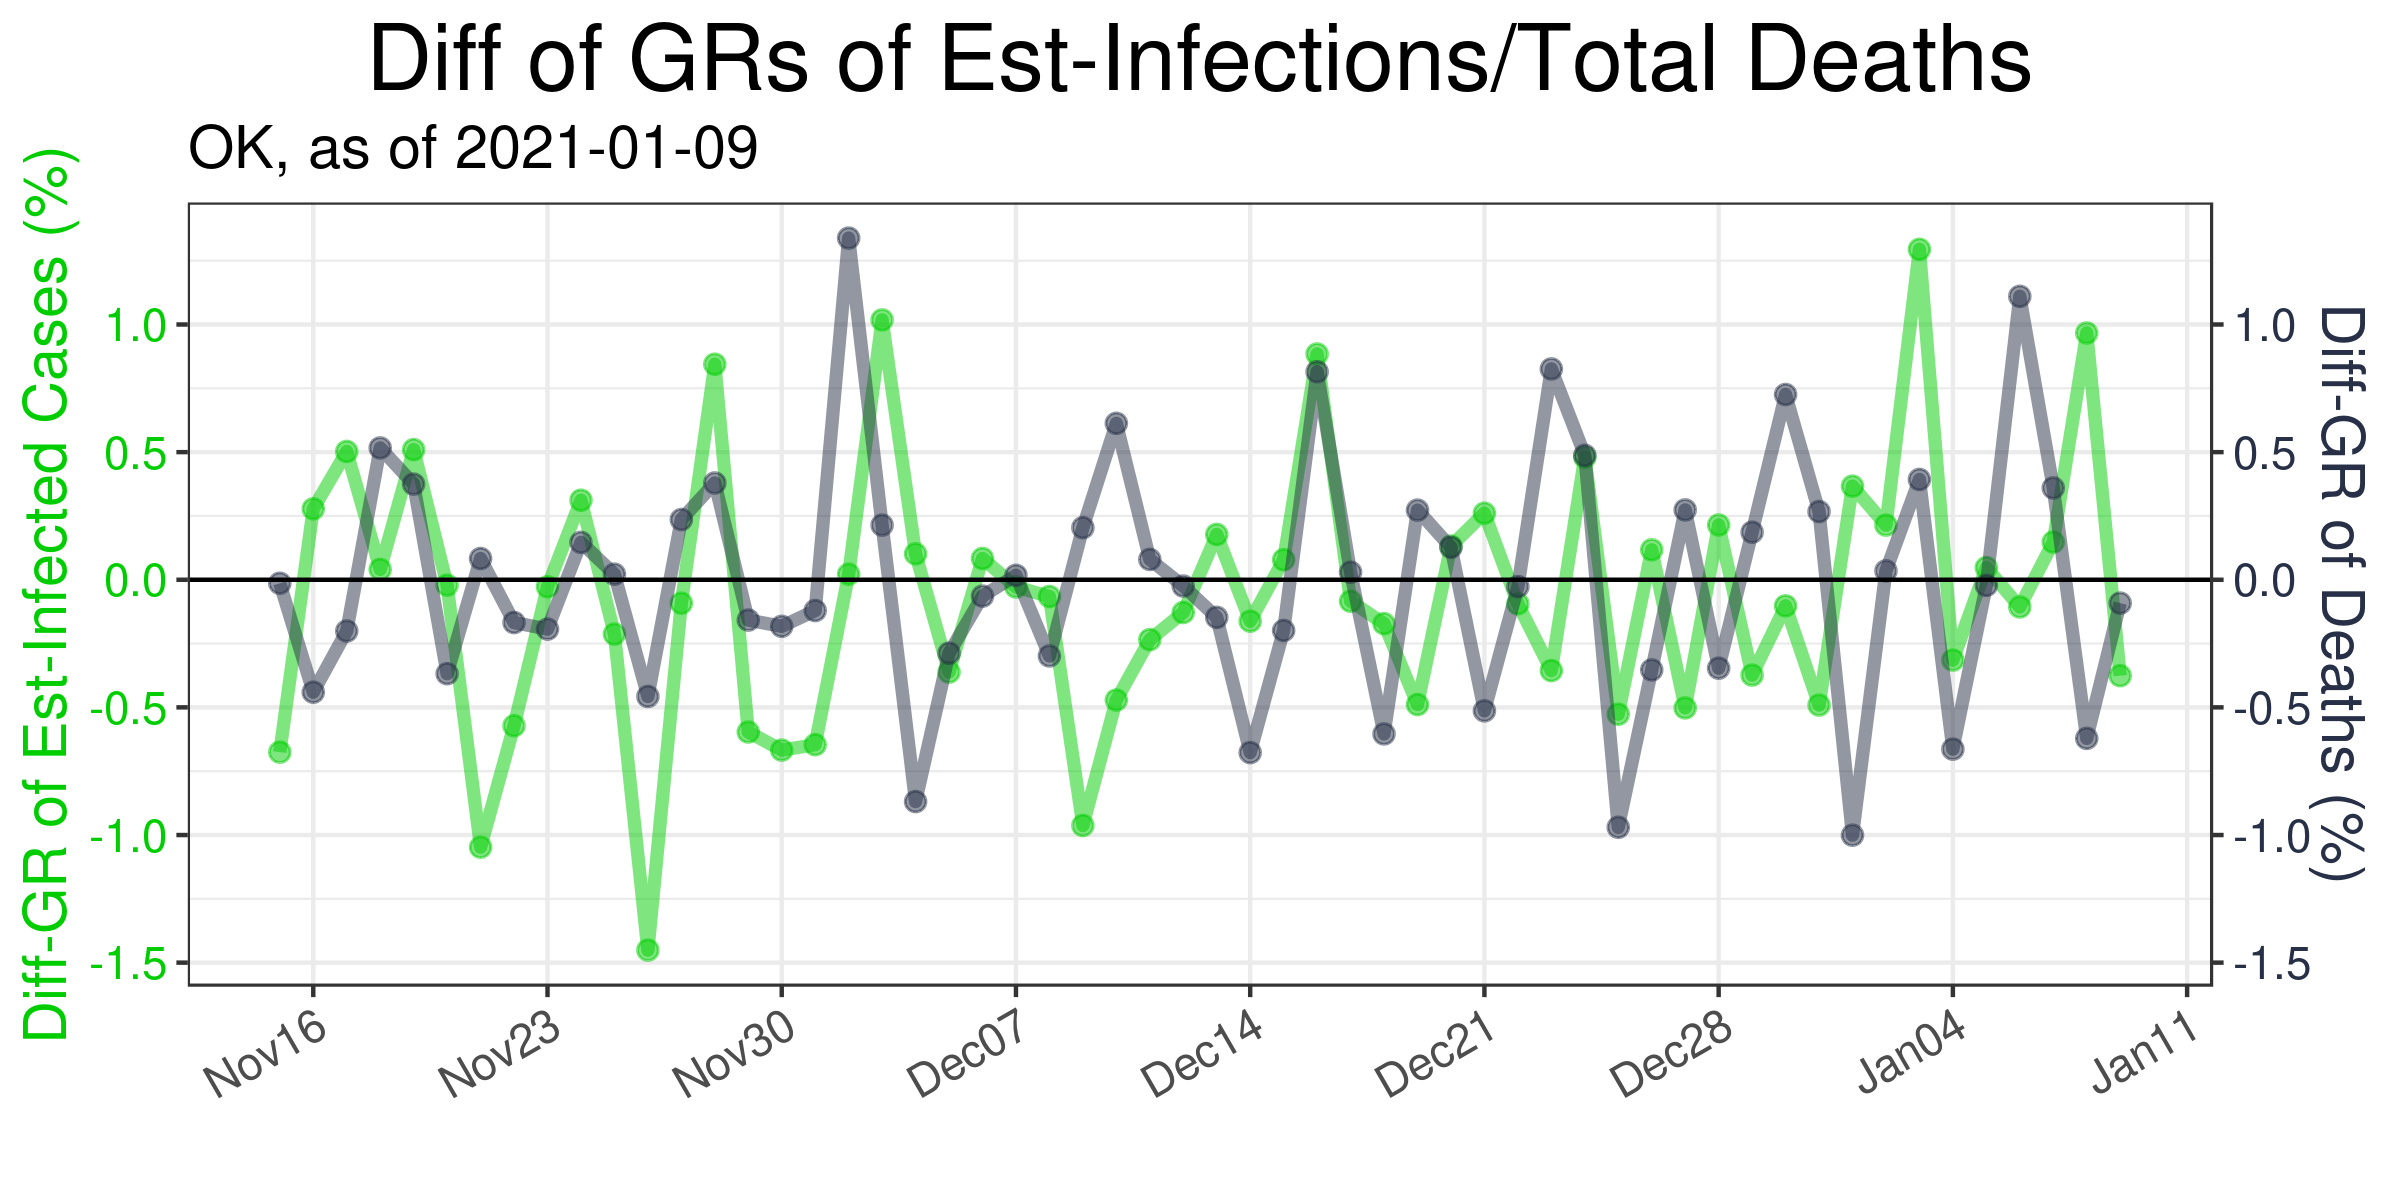 Diff of GRs of Est-Infections/Total Deaths
OK, as of 2021-01-09
Diff-GR of Est-Infected Cases (%)
1.0
0.5
0.0
-0.5
-1.0
-1.5
1.0
0.5
0.0
-0.5
-1.0
-1.5
Diff-GR of Deaths (%)
Nov16 Nov23 Nov30 Dec07 Dec14 Dec21 Dec28 Jan04 Jan11